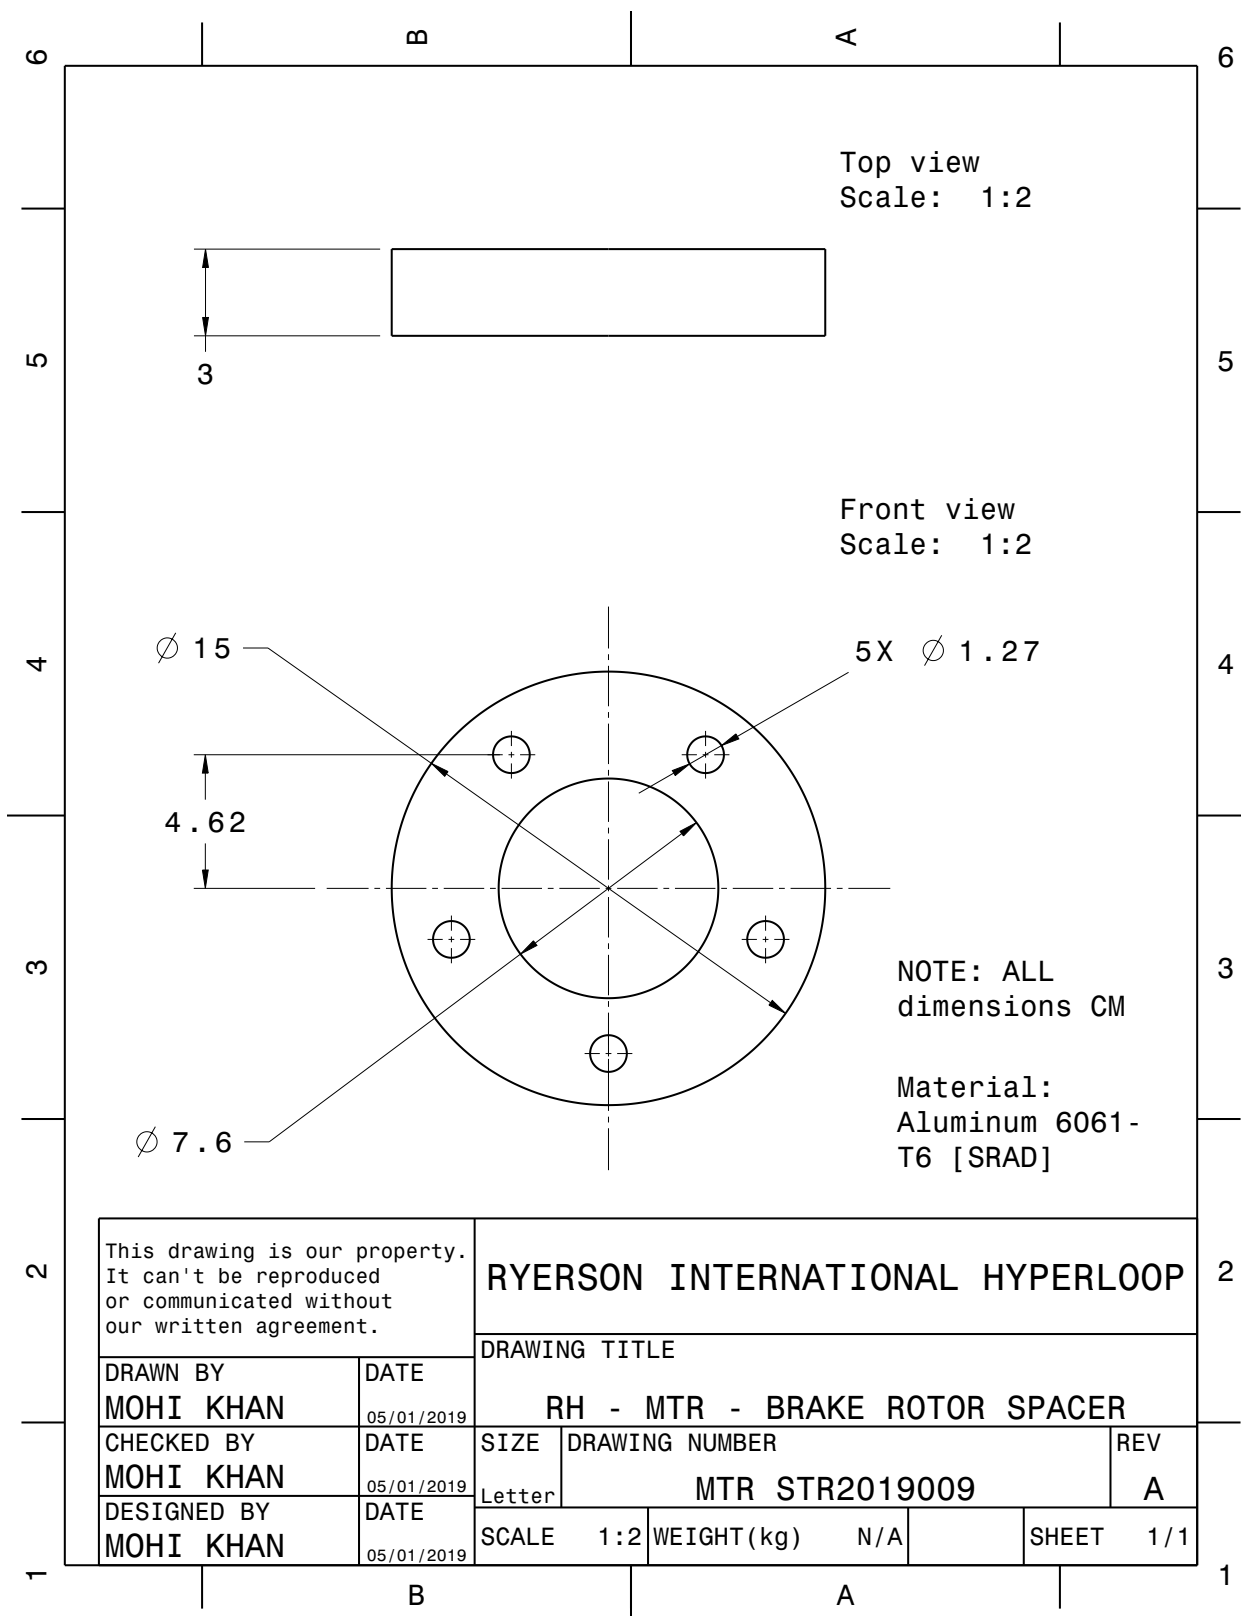 B A
6 6
Top view
Scale: 1:2
3
5 5
Front view
Scale: 1:2
∅ 15
5X ∅ 1.27
4 4
4.62
3 3
NOTE: ALL
dimensions CM
Material:
Aluminum 6061-
T6 [SRAD]
∅ 7.6
2 2
This drawing is our property.
It can't be reproduced
or communicated without
our written agreement.
RYERSON INTERNATIONAL HYPERLOOP
DRAWING TITLE
RH - MTR - BRAKE ROTOR SPACER
DRAWN BY DATE
MOHI KHAN 05/01/2019
CHECKED BY DATE
MOHI KHAN 05/01/2019
SIZE DRAWING NUMBER REV
Letter MTR STR2019009 A
DESIGNED BY DATE
MOHI KHAN 05/01/2019
SCALE 1:2 WEIGHT(kg) N/A SHEET 1/1
1 1
B A